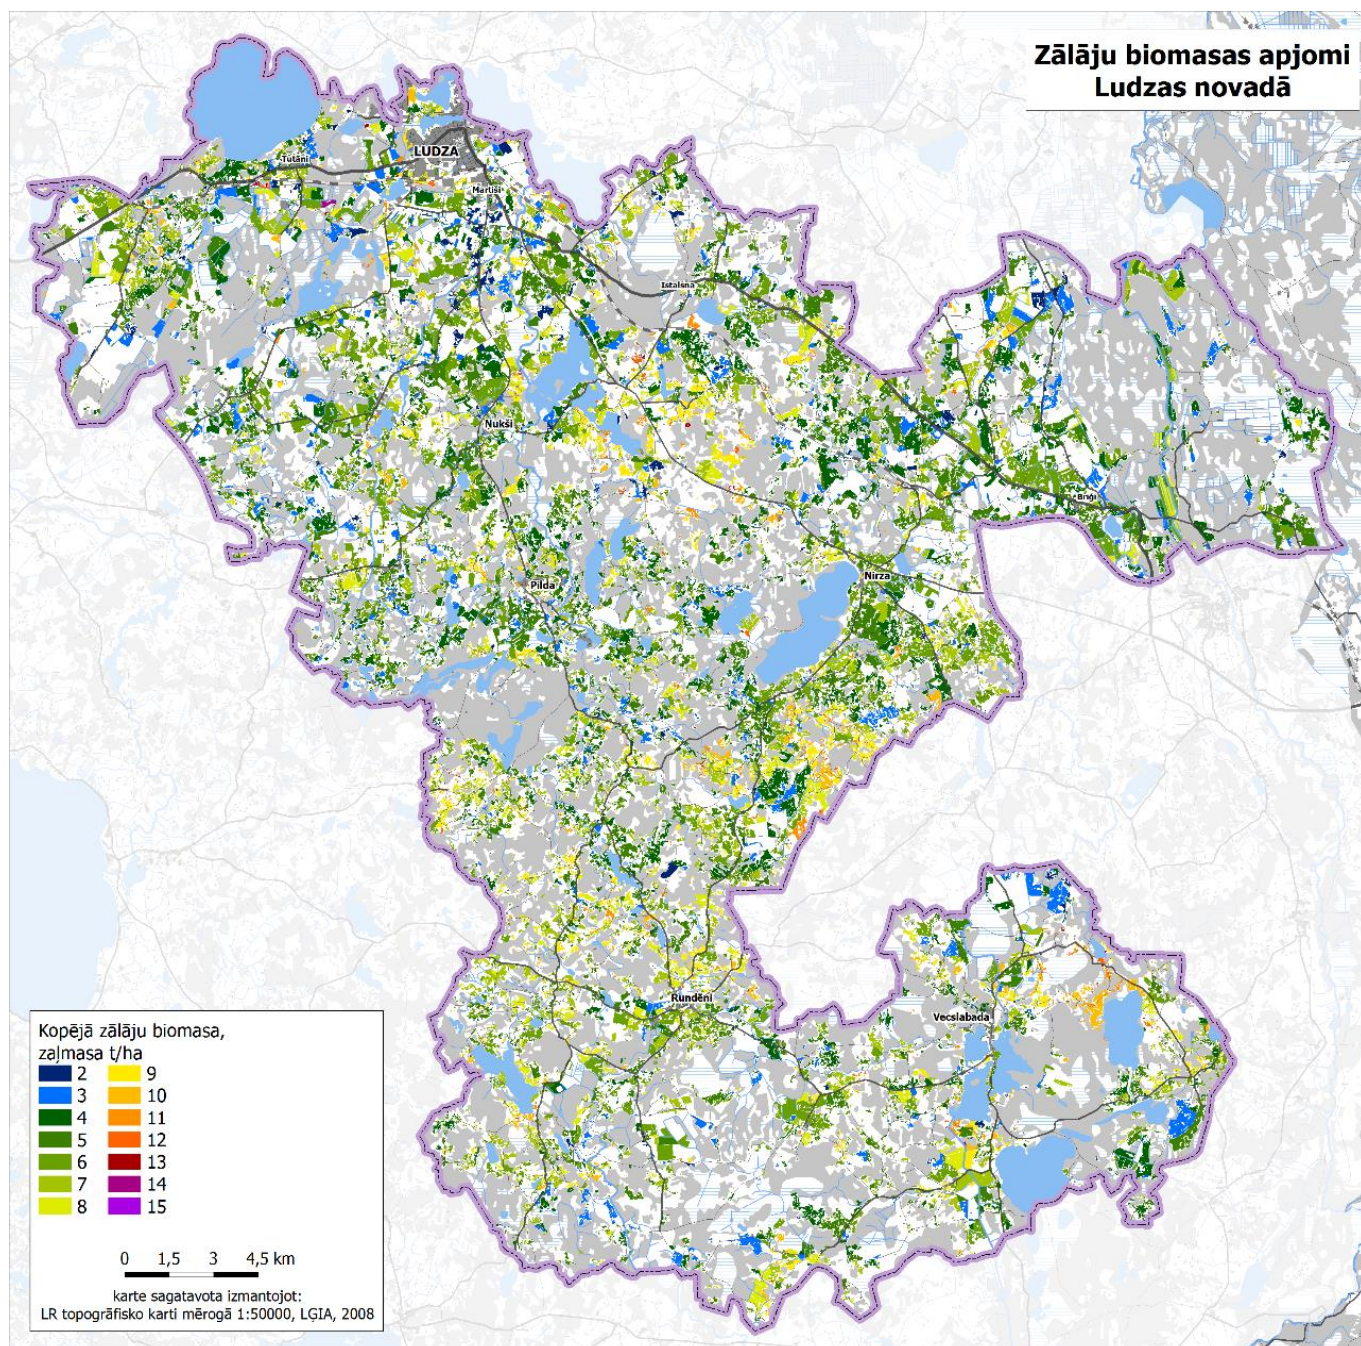 Zālāju biomasas apjomi
Ludzas novadā
LUDZA
Tutāni
Martiši
Istalsna
Nukši
Briģi
Pilda
Nirza
Rundēni
Vecslabada
Kopējā zālāju biomasa,
zaļmasa t/ha
2 9
3 10
4 11
5 12
6 13
7 14
8 15
0 1,5 3 4,5 km
karte sagatavota izmantojot:
LR topogrāfisko karti mērogā 1:50000, LĢIA, 2008